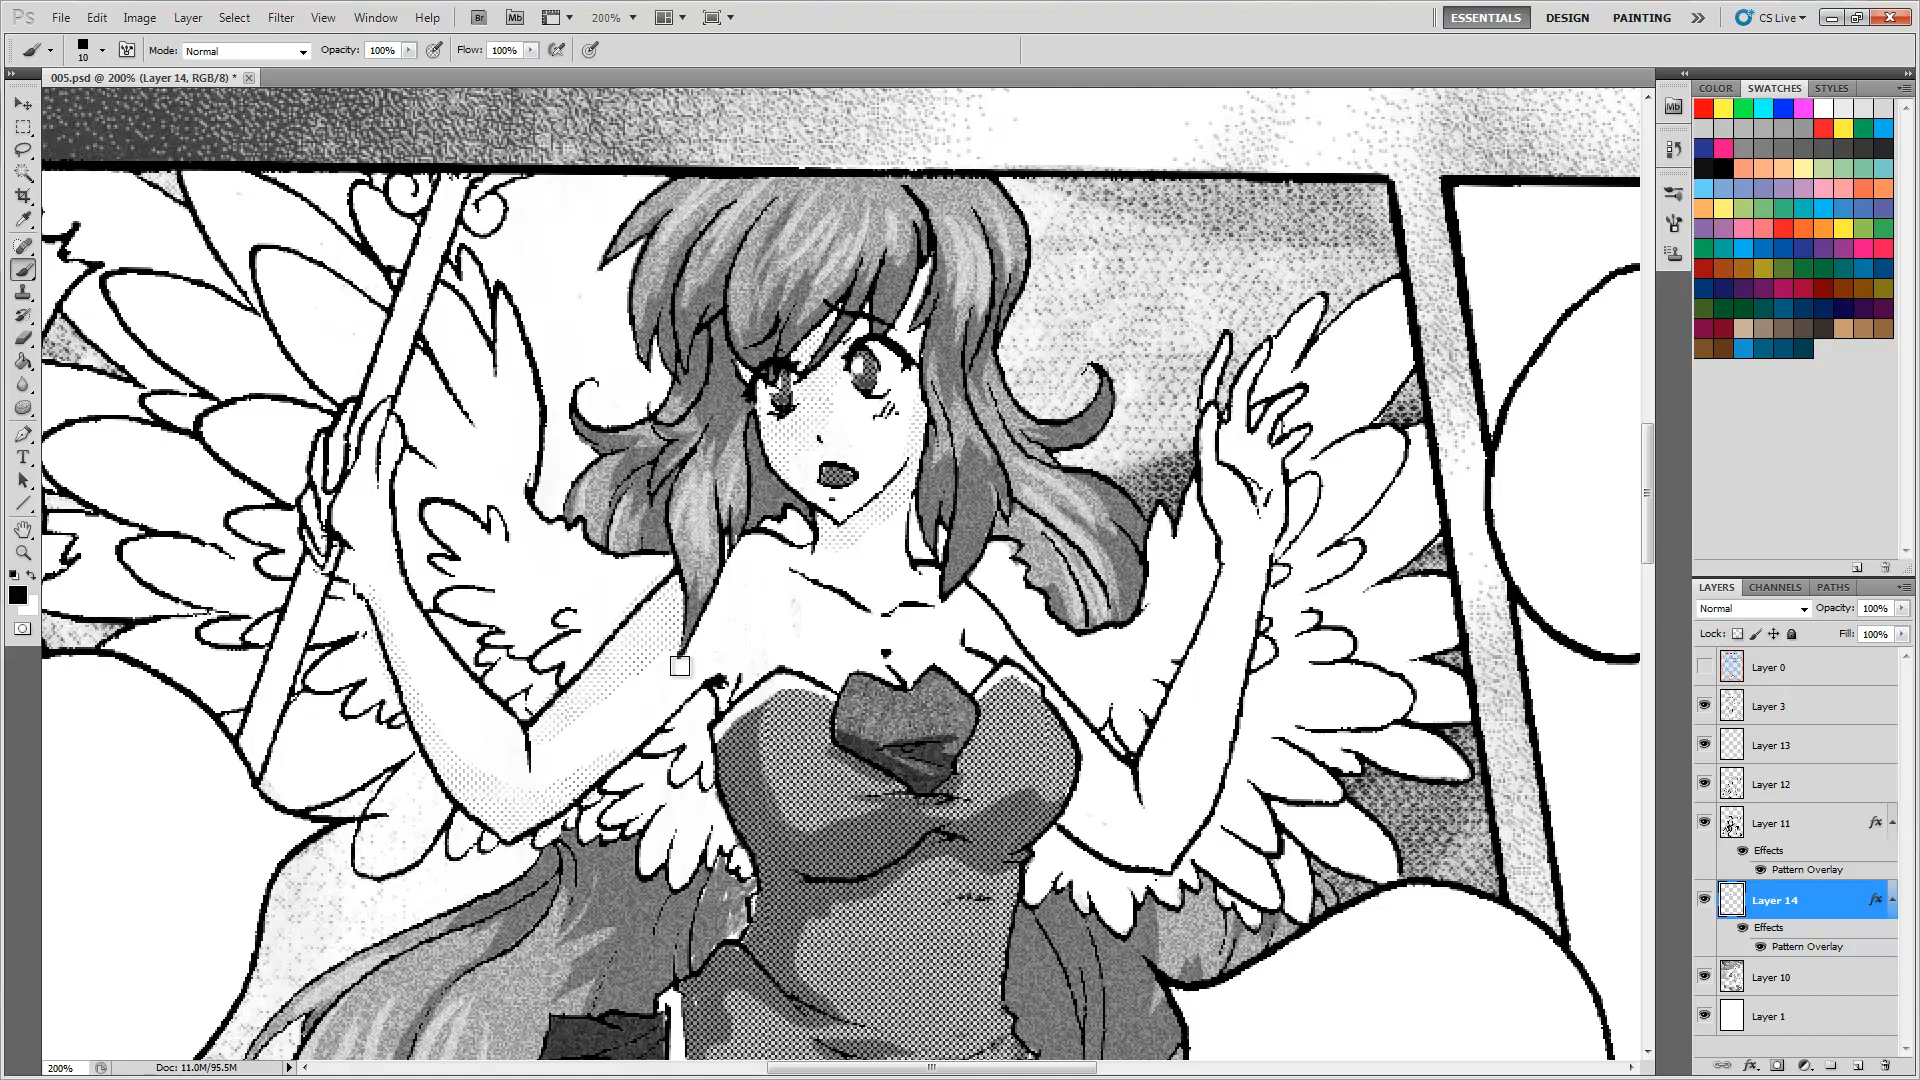 Ps File Edit Image Layer Select Filter View Window Help Br Mb 200% ESSENTIALS DESIGN PAINTING CS Live
10 Mode: Normal Opacity: 100% Flow: 100%
005.psd @ 200% (Layer 14, RGB/8) *
COLOR SWATCHES STYLES
Mb
LAYERS CHANNELS PATHS
Normal Opacity: 100%
Lock: Fill: 100%
Layer 0
Layer 3
Layer 13
Layer 12
Layer 11 fx
Effects
Pattern Overlay
Layer 14 fx
Effects
Pattern Overlay
Layer 10
Layer 1
200% Doc: 11.0M/95.5M